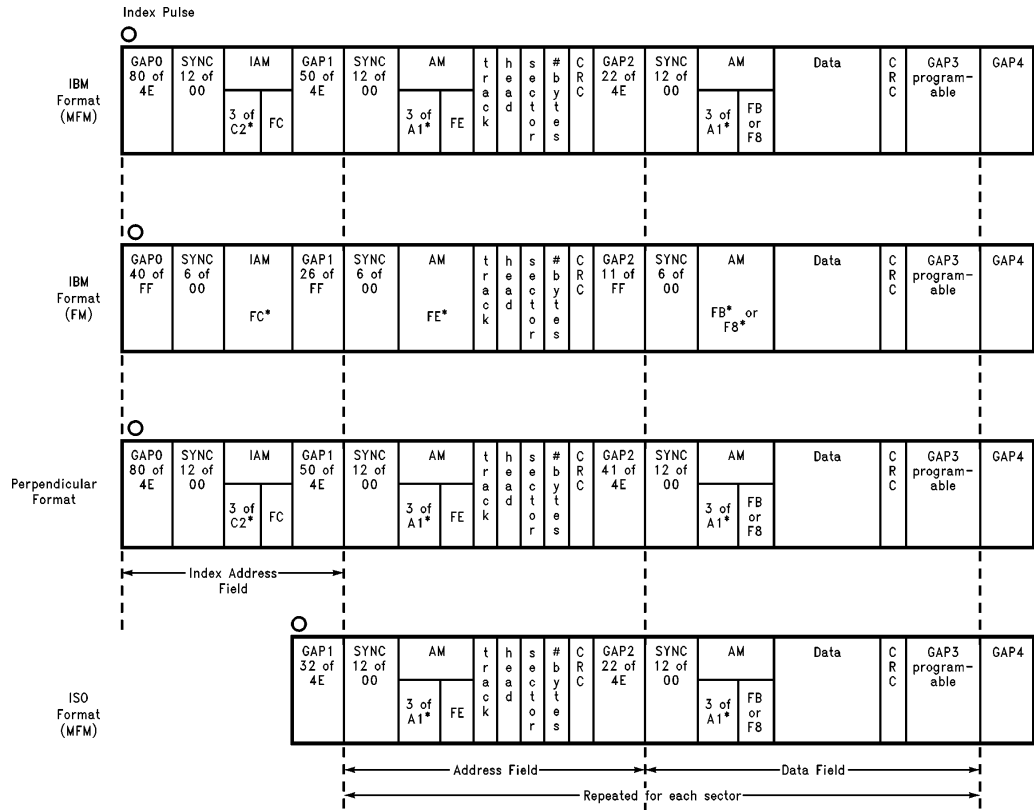 Index Pulse
IBM
Format
(MFM)
GAP0
80 of
4E
SYNC
12 of
00
IAM
3 of
C2*
FC
GAP1
50 of
4E
SYNC
12 of
00
AM
3 of
A1*
FE
track
head
sector
#bytes
CRC
GAP2
22 of
4E
SYNC
12 of
00
AM
3 of
A1*
FB
or
F8
Data
CRC
GAP3
program-
able
GAP4
IBM
Format
(FM)
GAP0
40 of
FF
SYNC
6 of
00
IAM
FC*
GAP1
26 of
FF
SYNC
6 of
00
AM
FE*
track
head
sector
#bytes
CRC
GAP2
11 of
FF
SYNC
6 of
00
AM
FB* or
F8*
Data
CRC
GAP3
program-
able
GAP4
Perpendicular
Format
GAP0
80 of
4E
SYNC
12 of
00
IAM
3 of
C2*
FC
GAP1
50 of
4E
SYNC
12 of
00
AM
3 of
A1*
FE
track
head
sector
#bytes
CRC
GAP2
41 of
4E
SYNC
12 of
00
AM
3 of
A1*
FB
or
F8
Data
CRC
GAP3
program-
able
GAP4
Index Address
Field
ISO
Format
(MFM)
GAP1
32 of
4E
SYNC
12 of
00
AM
3 of
A1*
FE
track
head
sector
#bytes
CRC
GAP2
22 of
4E
SYNC
12 of
00
AM
3 of
A1*
FB
or
F8
Data
CRC
GAP3
program-
able
GAP4
Address Field
Data Field
Repeated for each sector